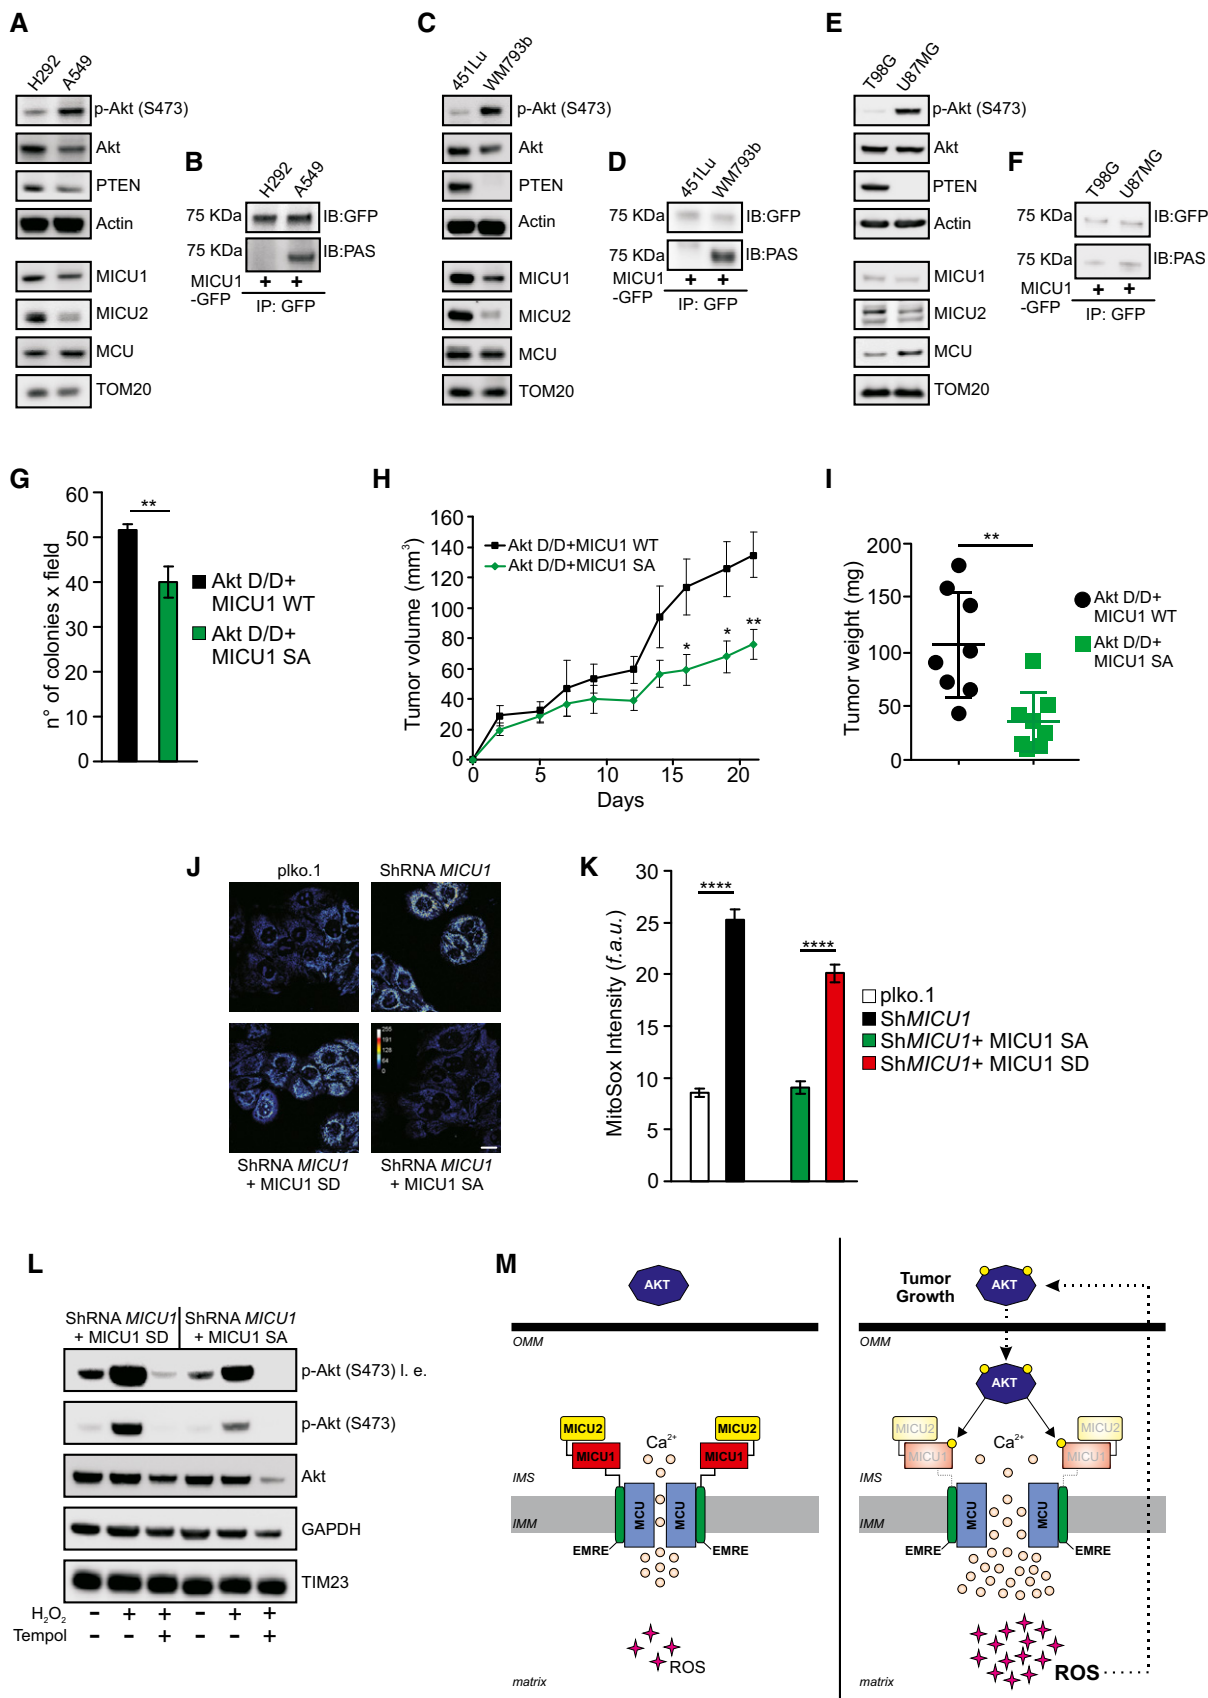 A
H292
A549
p-Akt (S473)
Akt
PTEN
Actin
MICU1
MICU2
MCU
TOM20
B
H292
A549
75 KDa
IB:GFP
75 KDa
IB:PAS
MICU1
-GFP
+ +
IP: GFP
C
451Lu
WM793b
p-Akt (S473)
Akt
PTEN
Actin
MICU1
MICU2
MCU
TOM20
D
451Lu
WM793b
75 KDa
IB:GFP
75 KDa
IB:PAS
MICU1
-GFP
+ +
IP: GFP
E
T98G
U87MG
p-Akt (S473)
Akt
PTEN
Actin
MICU1
MICU2
MCU
TOM20
F
T98G
U87MG
75 KDa
IB:GFP
75 KDa
IB:PAS
MICU1
-GFP
+ +
IP: GFP
G
n° of colonies x field
60
50
40
30
20
10
0
**
Akt D/D+
MICU1 WT
Akt D/D+
MICU1 SA
H
Tumor volume (mm³)
160
140
120
100
80
60
40
20
0
Akt D/D+MICU1 WT
Akt D/D+MICU1 SA
* * **
0 5 10 15 20
Days
I
Tumor weight (mg)
200
150
100
50
0
**
Akt D/D+
MICU1 WT
Akt D/D+
MICU1 SA
J
plko.1
ShRNA MICU1
255
191
128
64
0
ShRNA MICU1
+ MICU1 SD
ShRNA MICU1
+ MICU1 SA
K
MitoSox Intensity (f.a.u.)
30
25
20
15
10
5
0
****
****
plko.1
ShMICU1
ShMICU1+ MICU1 SA
ShMICU1+ MICU1 SD
L
ShRNA MICU1
+ MICU1 SD
ShRNA MICU1
+ MICU1 SA
p-Akt (S473) l. e.
p-Akt (S473)
Akt
GAPDH
TIM23
H₂O₂ - + + - + +
Tempol - - + - - +
M
AKT
OMM
MICU2
MICU2
MICU1
MICU1
Ca²⁺
IMS
IMM
MCU
MCU
EMRE
EMRE
ROS
matrix
Tumor
Growth
AKT
OMM
AKT
MICU2
MICU2
MICU1
MICU1
Ca²⁺
IMS
IMM
MCU
MCU
EMRE
EMRE
ROS
matrix